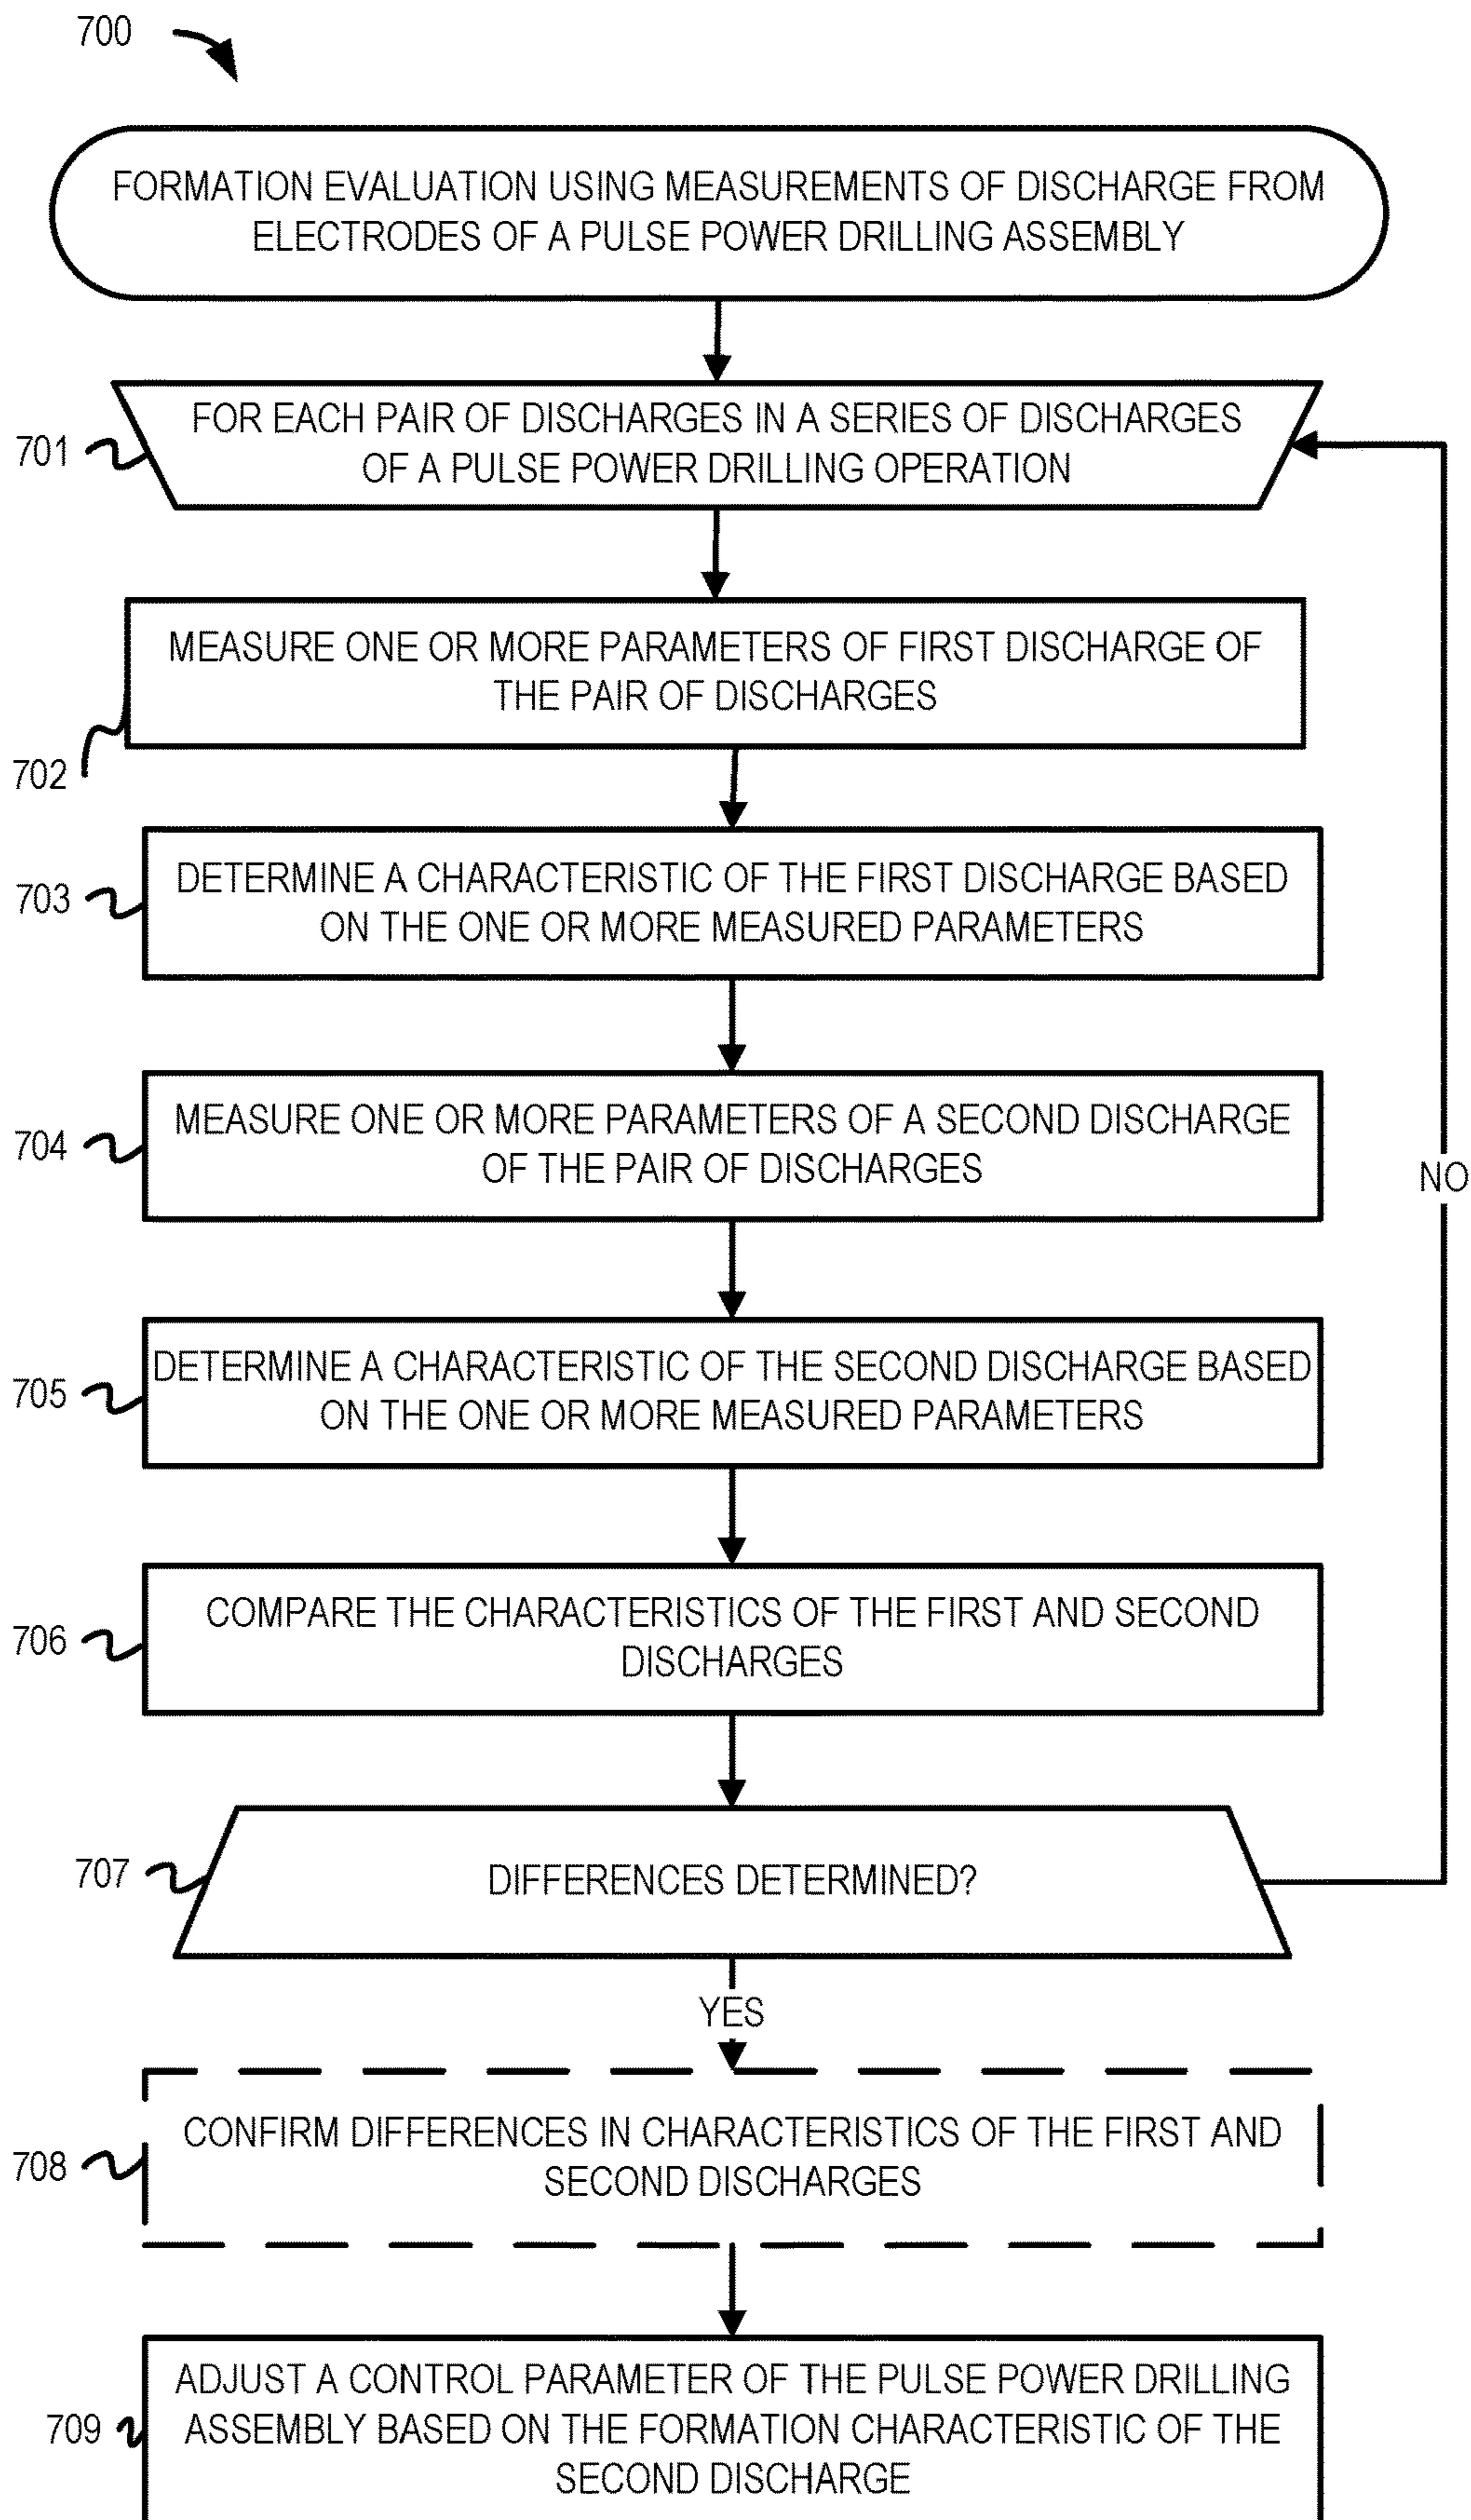 700
FORMATION EVALUATION USING MEASUREMENTS OF DISCHARGE FROM
ELECTRODES OF A PULSE POWER DRILLING ASSEMBLY
701
FOR EACH PAIR OF DISCHARGES IN A SERIES OF DISCHARGES
OF A PULSE POWER DRILLING OPERATION
MEASURE ONE OR MORE PARAMETERS OF FIRST DISCHARGE OF
THE PAIR OF DISCHARGES
702
703
DETERMINE A CHARACTERISTIC OF THE FIRST DISCHARGE BASED
ON THE ONE OR MORE MEASURED PARAMETERS
704
MEASURE ONE OR MORE PARAMETERS OF A SECOND DISCHARGE
OF THE PAIR OF DISCHARGES
NO
705
DETERMINE A CHARACTERISTIC OF THE SECOND DISCHARGE BASED
ON THE ONE OR MORE MEASURED PARAMETERS
706
COMPARE THE CHARACTERISTICS OF THE FIRST AND SECOND
DISCHARGES
707
DIFFERENCES DETERMINED?
YES
708
CONFIRM DIFFERENCES IN CHARACTERISTICS OF THE FIRST AND
SECOND DISCHARGES
709
ADJUST A CONTROL PARAMETER OF THE PULSE POWER DRILLING
ASSEMBLY BASED ON THE FORMATION CHARACTERISTIC OF THE
SECOND DISCHARGE